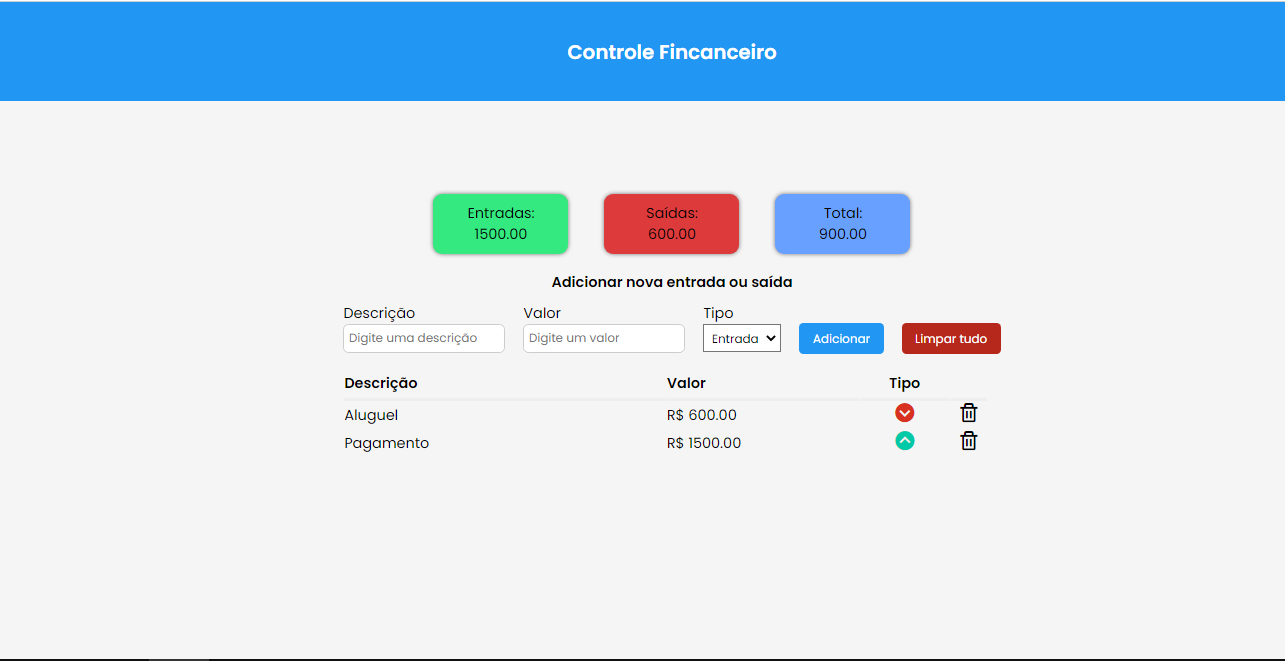 Controle Fincanceiro
Entradas: Saídas: Total:
1500.00 600.00 900.00
Adicionar nova entrada ou saída
Descrição Valor Tipo
Digite uma descrição Digite um valor Entrada Adicionar Limpar tudo
Descrição Valor Tipo
Aluguel R$ 600.00
Pagamento R$ 1500.00